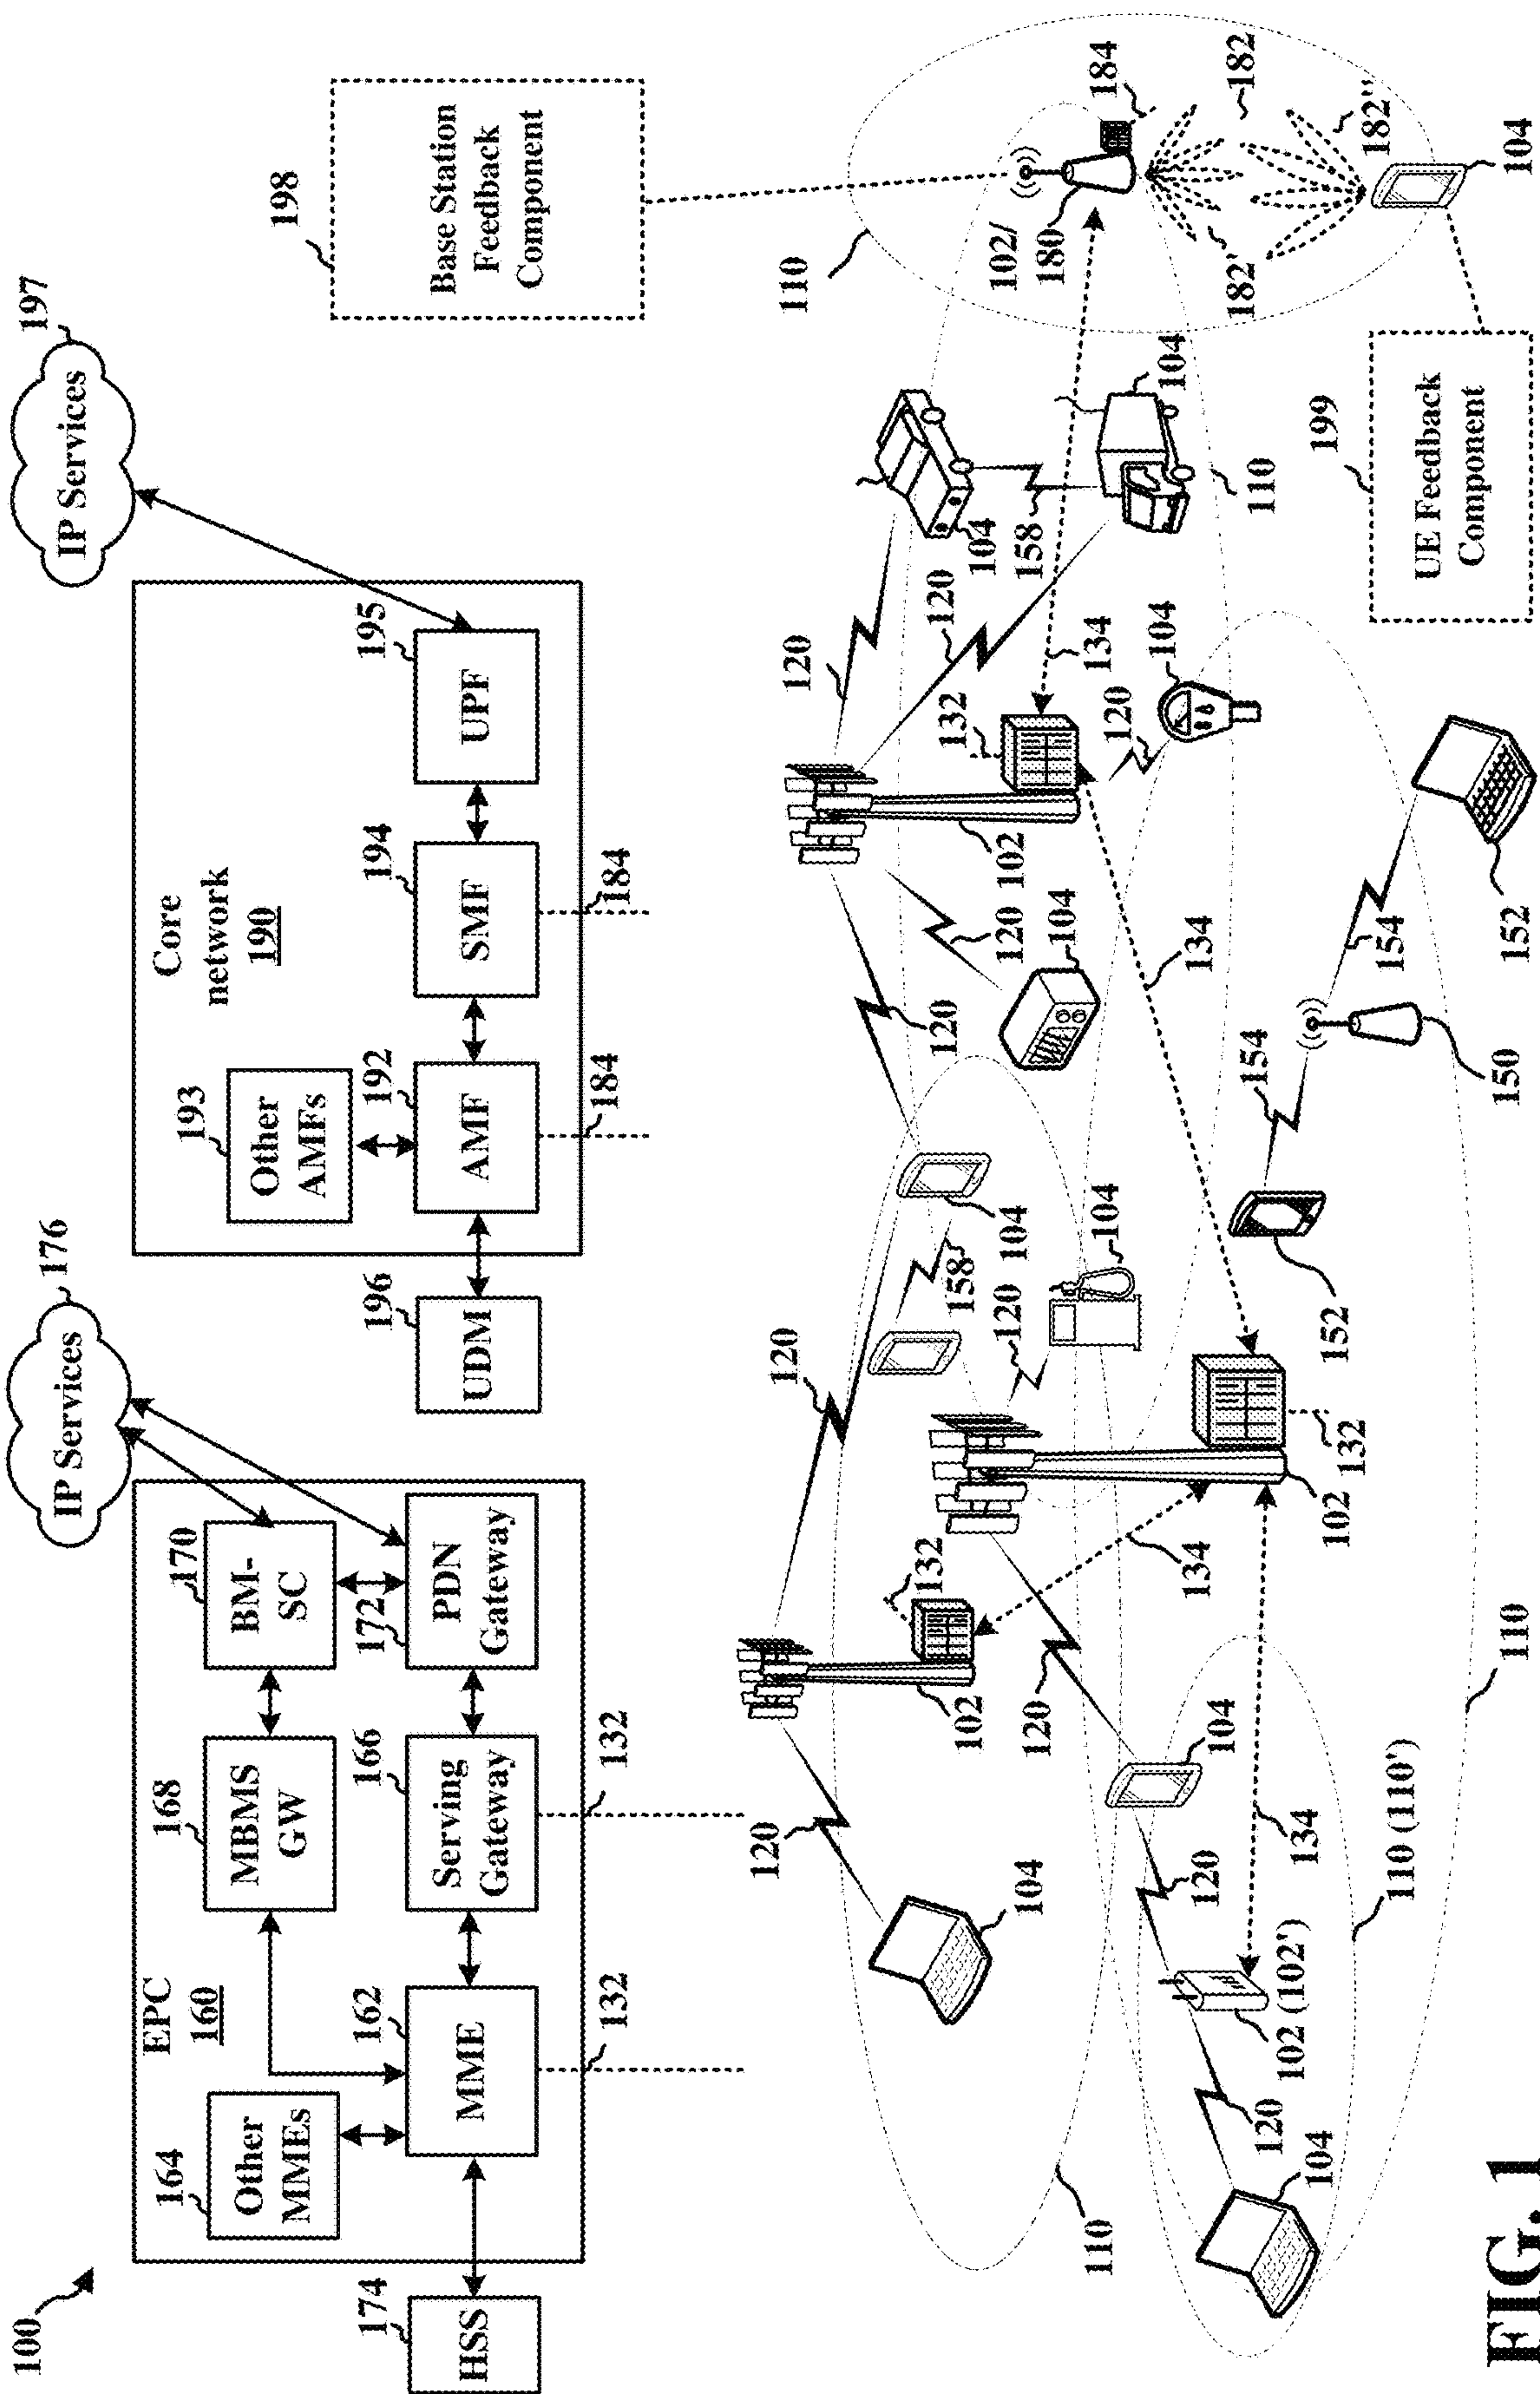 100
EPC
160
164
Other
MMEs
162
MME
132
168
MBMS
GW
166
Serving
Gateway
132
170
BM-
SC
172
PDN
Gateway
174
HSS
IP Services
176
196
UDM
Core
network
190
193
Other
AMFs
192
AMF
184
194
SMF
184
195
UPF
IP Services
197
198
Base Station
Feedback
Component
110
104
120
102
132
120
134
120
104
158
104
120
104
102
132
134
120
104
102 (102')
120
104
120
134
110 (110')
110
152
154
150
154
152
120
120
104
102
132
134
120
104
134
120
120
104
158
104
110
110
102/
180
184
182'
182
182''
104
199
UE Feedback
Component
FIG. 1